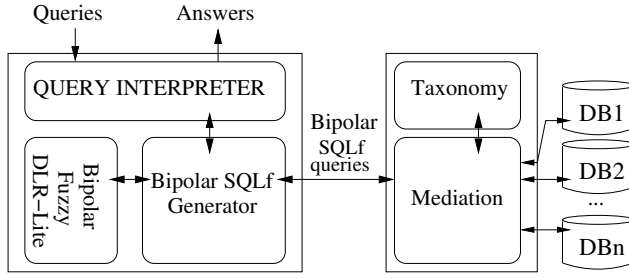 Queries
Answers
QUERY INTERPRETER
Bipolar
Fuzzy
DLR-Lite
Bipolar SQLf
Generator
Bipolar
SQLf
queries
Taxonomy
Mediation
DB1
DB2
...
DBn